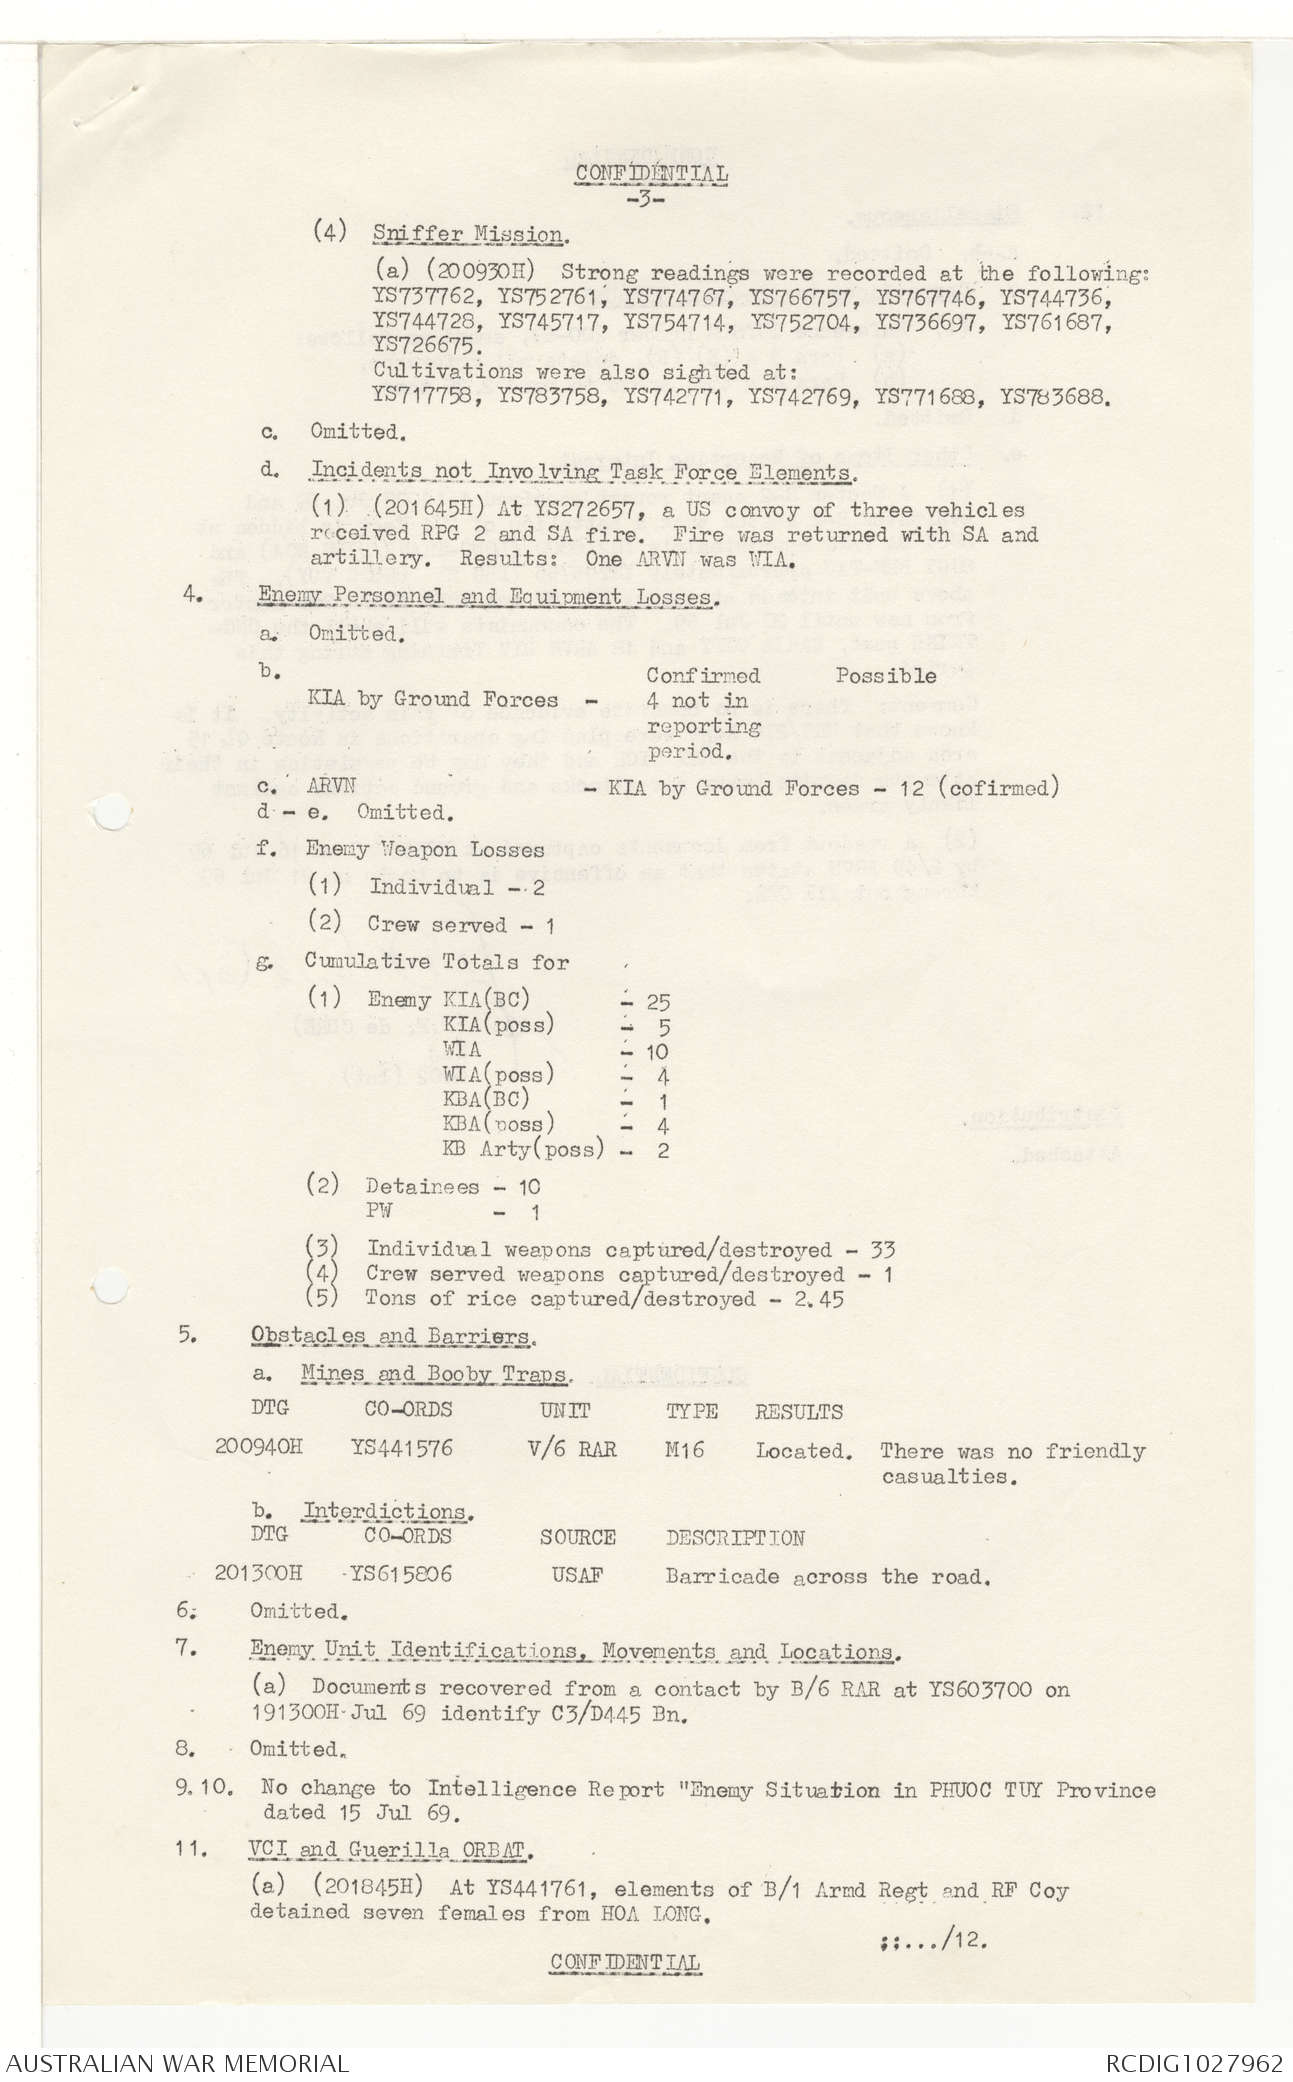 CONFIDENTIAL
-3-
(4) Sniffer Mission.
(a) (200930H) Strong readings were recorded at the following:
YS737762, YS752761, YS774767, YS766757, YS767746, YS744736,
YS744728, YS745717, YS754714, YS752704, YS736697, YS761687,
YS726675.
Cultivations were also sighted at:
YS717758, YS783758, YS742771, YS742769, YS771688, YS783688.
c. Omitted.
d. Incidents not Involving Task Force Elements.
(1) (201645H) At YS272657, a US convoy of three vehicles
received RPG 2 and SA fire. Fire was returned with SA and
artillery. Results: One ARVN was WIA.
4. Enemy Personnel and Equipment Losses.
a. Omitted.
b. Confirmed Possible
KIA by Ground Forces - 4 not in
reporting
period.
c. ARVN - KIA by Ground Forces - 12 (cofirmed)
d - e. Omitted.
f. Enemy Weapon Losses
(1) Individual - 2
(2) Crew served - 1
g. Cumulative Totals for
(1) Enemy KIA(BC) - 25
KIA(poss) - 5
WIA - 10
WIA(poss) - 4
KBA(BC) - 1
KBA(poss) - 4
KB Arty(poss) - 2
(2) Detainees - 10
PW - 1
(3) Individual weapons captured/destroyed - 33
(4) Crew served weapons captured/destroyed - 1
(5) Tons of rice captured/destroyed - 2.45
5. Obstacles and Barriers.
a. Mines and Booby Traps.
DTG CO-ORDS UNIT TYPE RESULTS
200940H YS441576 V/6 RAR M16 Located. There was no friendly
casualties.
b. Interdictions.
DTG CO-ORDS SOURCE DESCRIPTION
201300H YS615806 USAF Barricade across the road.
6. Omitted.
7. Enemy Unit Identifications, Movements and Locations.
(a) Documents recovered from a contact by B/6 RAR at YS603700 on
191300H Jul 69 identify C3/D445 Bn.
8. Omitted.
9.10. No change to Intelligence Report "Enemy Situation in PHUOC TUY Province
dated 15 Jul 69.
11. VCI and Guerilla ORBAT.
(a) (201845H) At YS441761, elements of B/1 Armd Regt and RF Coy
detained seven females from HOA LONG.
;;.../12.
CONFIDENTIAL
AUSTRALIAN WAR MEMORIAL RCDIG1027962